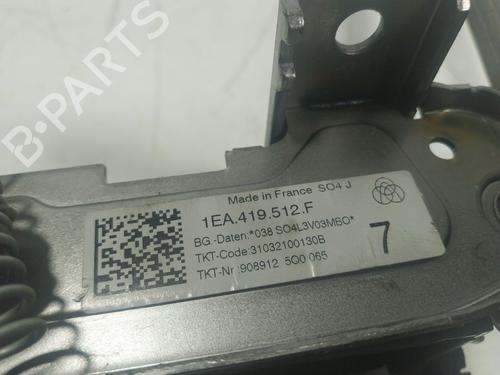 B-PARTS
Made in France SO4 J
1EA.419.512.F
BG.-Daten:*038 SO4L3V03MBO*
TKT-Code:31032100130B
TKT-Nr.:908912 5Q0 065
7